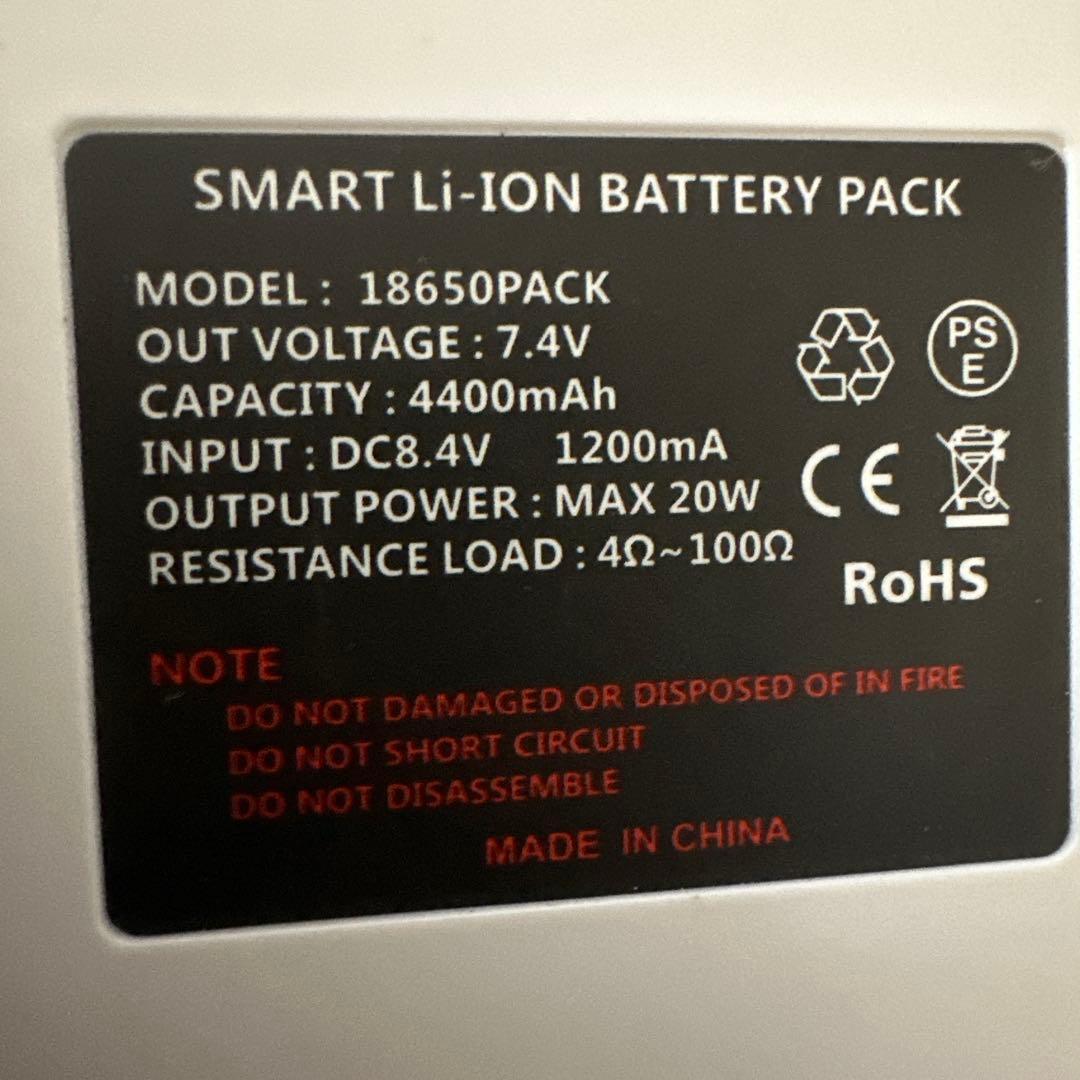 SMART Li-ION BATTERY PACK
MODEL : 18650PACK
OUT VOLTAGE : 7.4V
CAPACITY : 4400mAh
INPUT : DC8.4V 1200mA
OUTPUT POWER : MAX 20W
RESISTANCE LOAD : 4Ω~100Ω
PS
E
CE
RoHS
NOTE
DO NOT DAMAGED OR DISPOSED OF IN FIRE
DO NOT SHORT CIRCUIT
DO NOT DISASSEMBLE
MADE IN CHINA